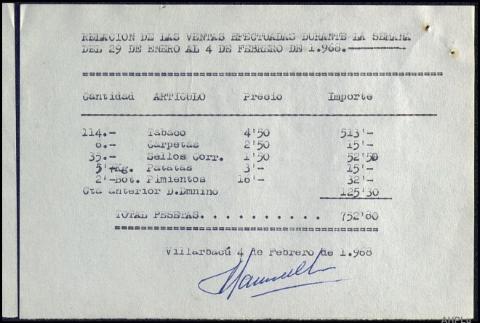 RELACION DE LAS VENTAS EFECTUADAS DURANTE LA SEMANA
DEL 29 DE ENERO AL 4 DE FEBRERO DE 1.968.
Cantidad ARTICULO Precio Importe
114.- Tabaco 4'50 513'-
6.- Carpetas 2'50 15'-
35.- Sellos Corr. 1'50 52'50
5'-Kg. Patatas 3'- 15'-
2'-Bot. Pimientos 16'- 32'-
Cta anterior D. 125'30
TOTAL PESETAS. . . . . . . . . . 752'80
Villarbacú 4 de Febrero de 1.968